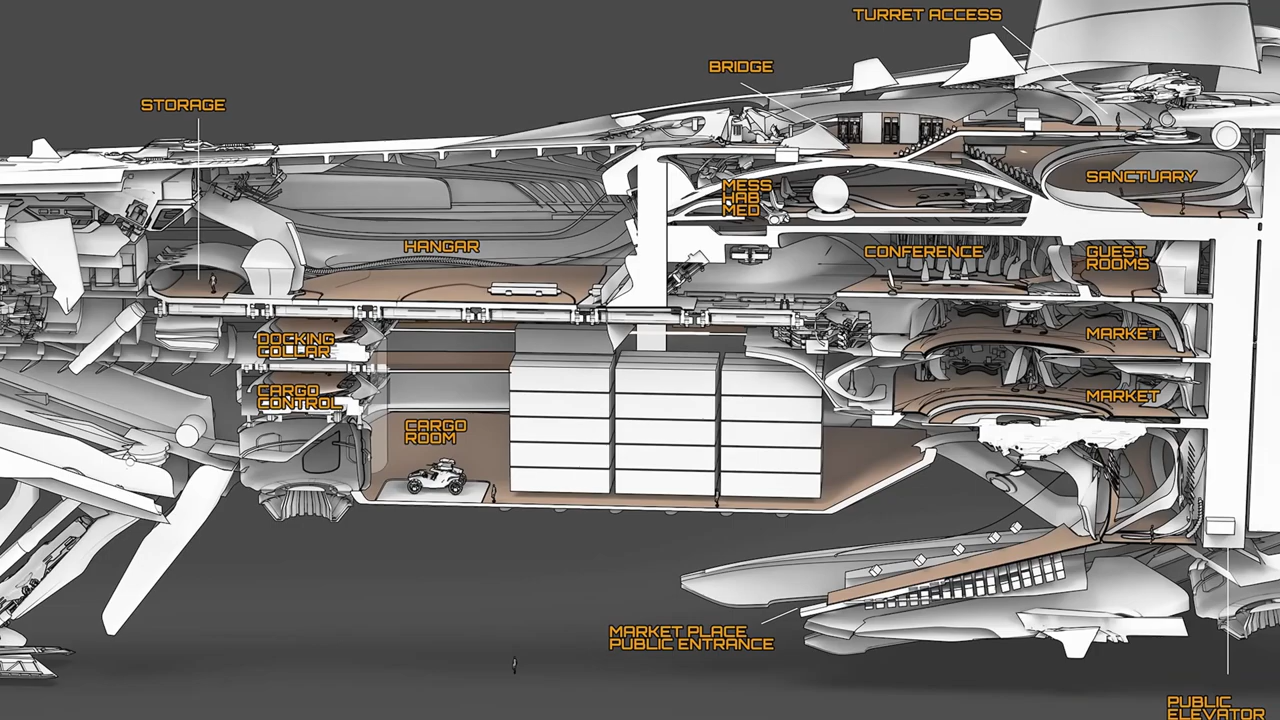 TURRET ACCESS
BRIDGE
STORAGE
MESS
HAB
MED
SANCTUARY
HANGAR
CONFERENCE
GUEST
ROOMS
DOCKING
COLLAR
MARKET
CARGO
CONTROL
MARKET
CARGO
ROOM
MARKET PLACE
PUBLIC ENTRANCE
PUBLIC
ELEVATOR